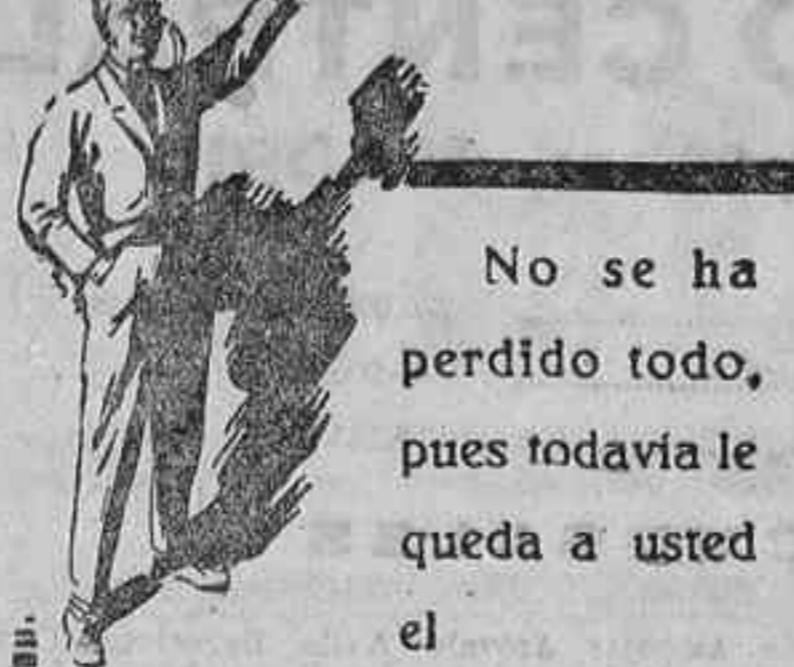 No se ha
perdido todo,
pues todavía le
queda a usted
el